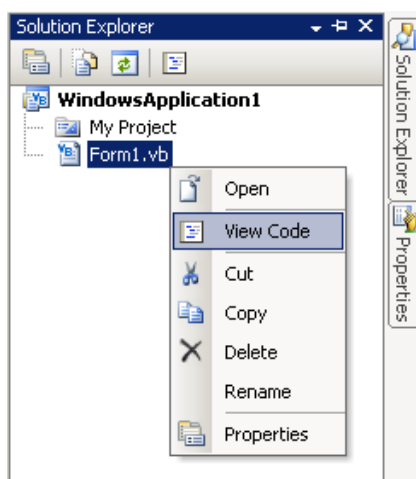 Solution Explorer
WindowsApplication1
My Project
Form1.vb
Open
View Code
Cut
Copy
Delete
Rename
Properties
Solution Explorer
Properties